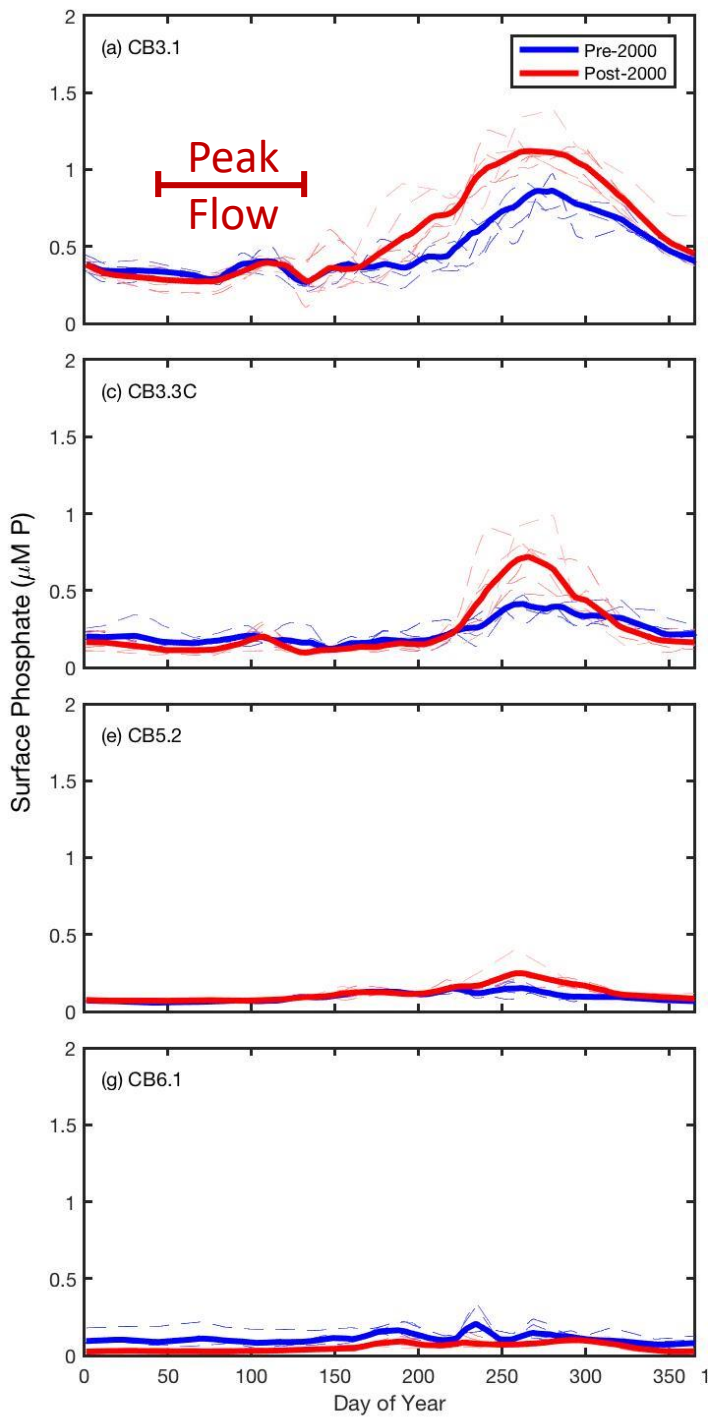 (a) CB3.1
Pre-2000
Post-2000
Peak
Flow
2
1.5
1
0.5
0
(c) CB3.3C
2
1.5
1
0.5
0
Surface Phosphate (μM P)
(e) CB5.2
2
1.5
1
0.5
0
(g) CB6.1
2
1.5
1
0.5
0
0 50 100 150 200 250 300 350 1
Day of Year